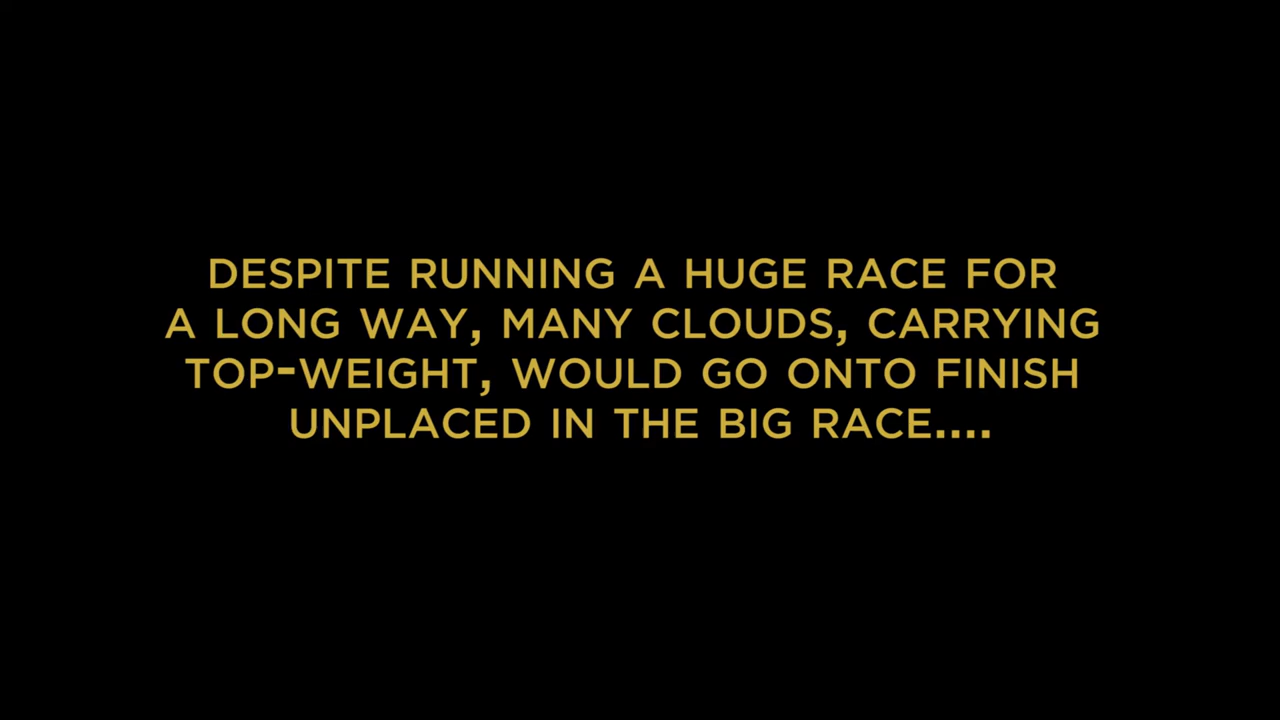 DESPITE RUNNING A HUGE RACE FOR
A LONG WAY, MANY CLOUDS, CARRYING
TOP-WEIGHT, WOULD GO ONTO FINISH
UNPLACED IN THE BIG RACE....